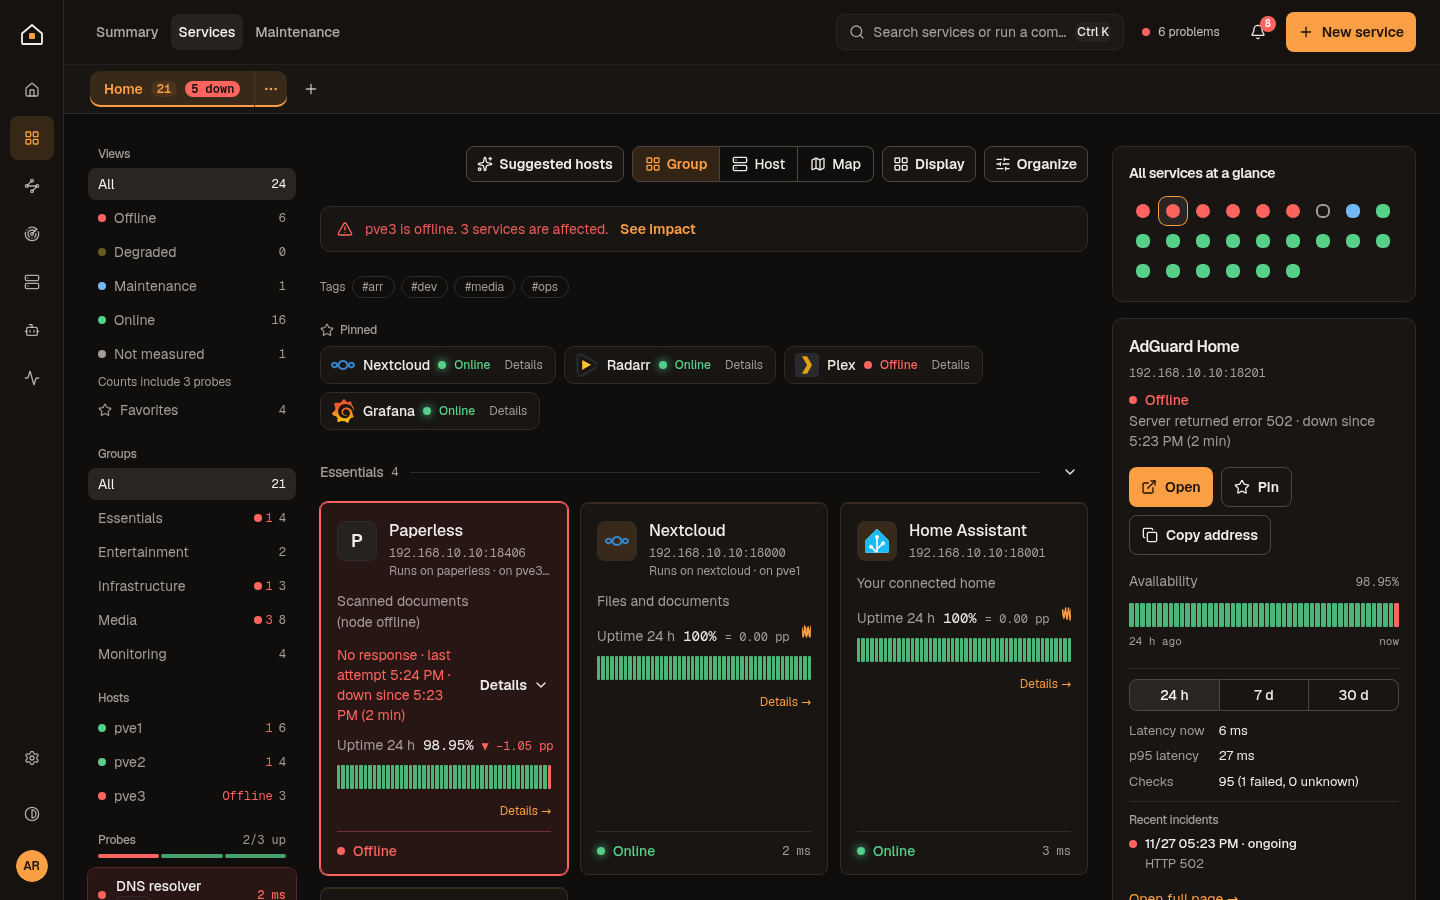 Summary
Services
Maintenance
Search services or run a com…
Ctrl K
6 problems
8
New service
Home 21 5 down
Views
All 24
Offline 6
Degraded 0
Maintenance 1
Online 16
Not measured 1
Counts include 3 probes
Favorites 4
Groups
All 21
Essentials 1 4
Entertainment 2
Infrastructure 1 3
Media 3 8
Monitoring 4
Hosts
pve1 1 6
pve2 1 4
pve3 Offline 3
Probes 2/3 up
DNS resolver 2 ms
AR
Suggested hosts
Group
Host
Map
Display
Organize
pve3 is offline. 3 services are affected. See impact
Tags #arr #dev #media #ops
Pinned
Nextcloud Online Details
Radarr Online Details
Plex Offline Details
Grafana Online Details
Essentials 4
P
Paperless
192.168.10.10:18406
Runs on paperless · on pve3…
Scanned documents
(node offline)
No response · last
attempt 5:24 PM ·
down since 5:23
PM (2 min)
Details
Uptime 24 h 98.95% ▼ −1.05 pp
Details →
Offline
Nextcloud
192.168.10.10:18000
Runs on nextcloud · on pve1
Files and documents
Uptime 24 h 100% = 0.00 pp
Details →
Online 2 ms
Home Assistant
192.168.10.10:18001
Your connected home
Uptime 24 h 100% = 0.00 pp
Details →
Online 3 ms
All services at a glance
AdGuard Home
192.168.10.10:18201
Offline
Server returned error 502 · down since
5:23 PM (2 min)
Open
Pin
Copy address
Availability 98.95%
24 h ago now
24 h 7 d 30 d
Latency now 6 ms
p95 latency 27 ms
Checks 95 (1 failed, 0 unknown)
Recent incidents
11/27 05:23 PM · ongoing
HTTP 502
Open full page →